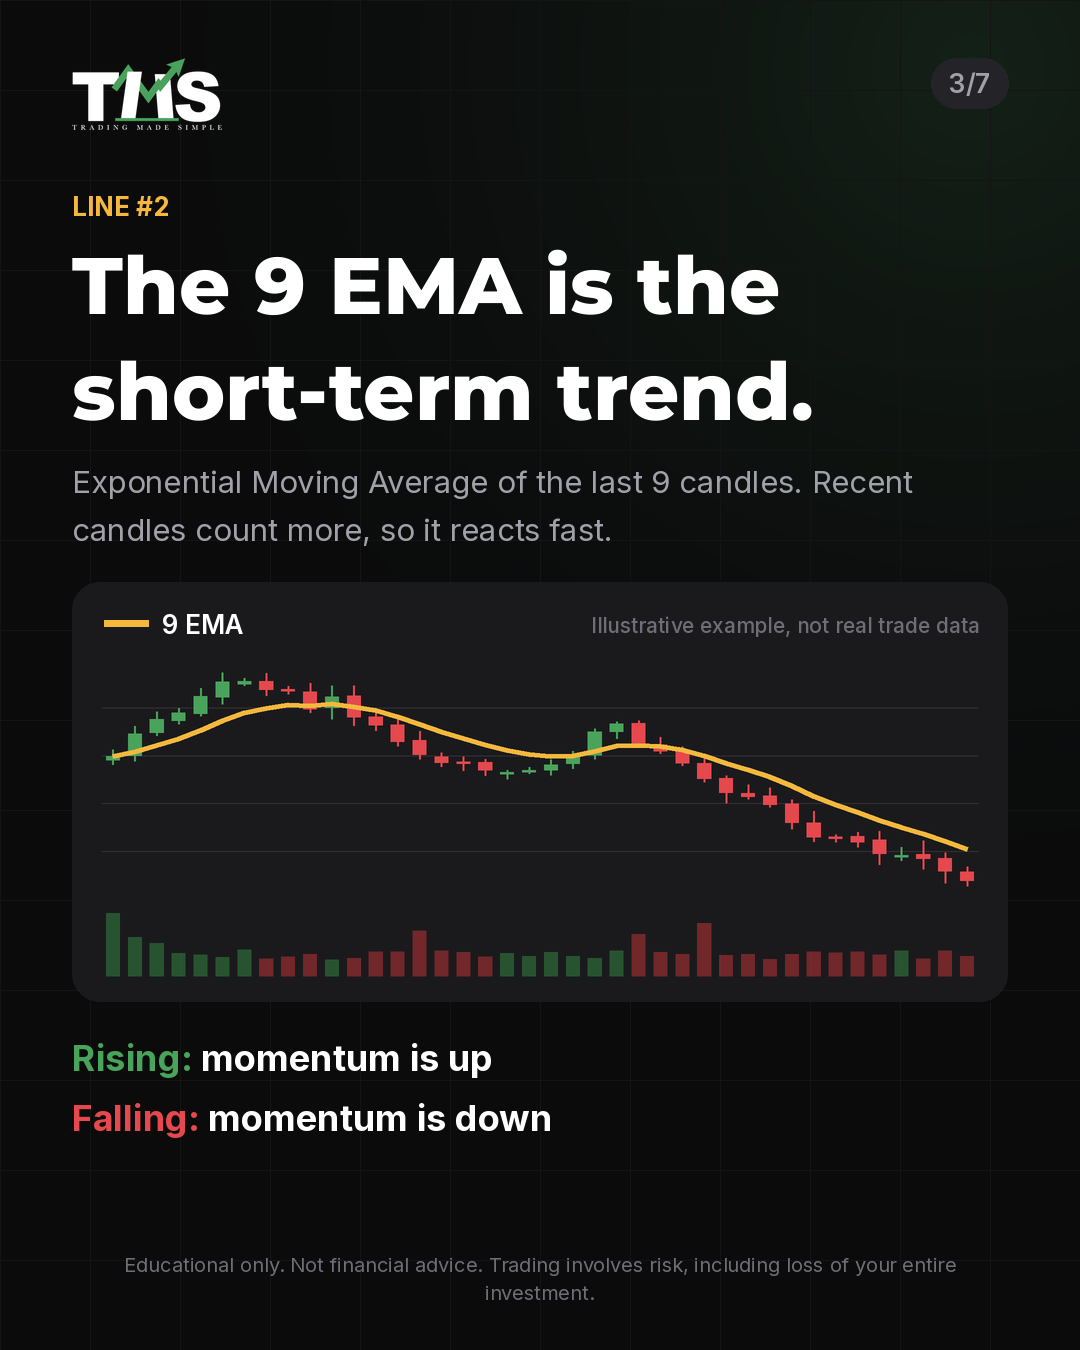 TMS
TRADING MADE SIMPLE
3/7
LINE #2
The 9 EMA is the
short-term trend.
Exponential Moving Average of the last 9 candles. Recent
candles count more, so it reacts fast.
9 EMA
Illustrative example, not real trade data
Rising: momentum is up
Falling: momentum is down
Educational only. Not financial advice. Trading involves risk, including loss of your entire
investment.